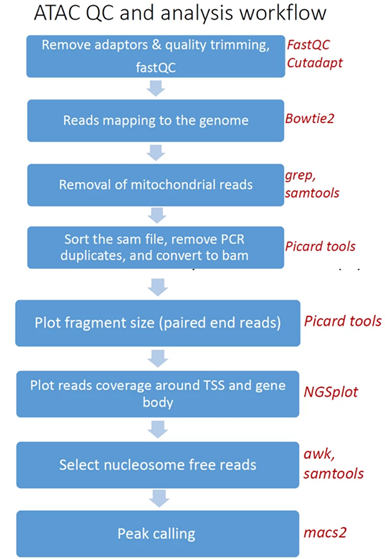 ATAC QC and analysis workflow
Remove adaptors & quality trimming,
fastQC
FastQC
Cutadapt
Reads mapping to the genome
Bowtie2
Removal of mitochondrial reads
grep,
samtools
Sort the sam file, remove PCR
duplicates, and convert to bam
Picard tools
Plot fragment size (paired end reads)
Picard tools
Plot reads coverage around TSS and gene
body
NGSplot
Select nucleosome free reads
awk,
samtools
Peak calling
macs2